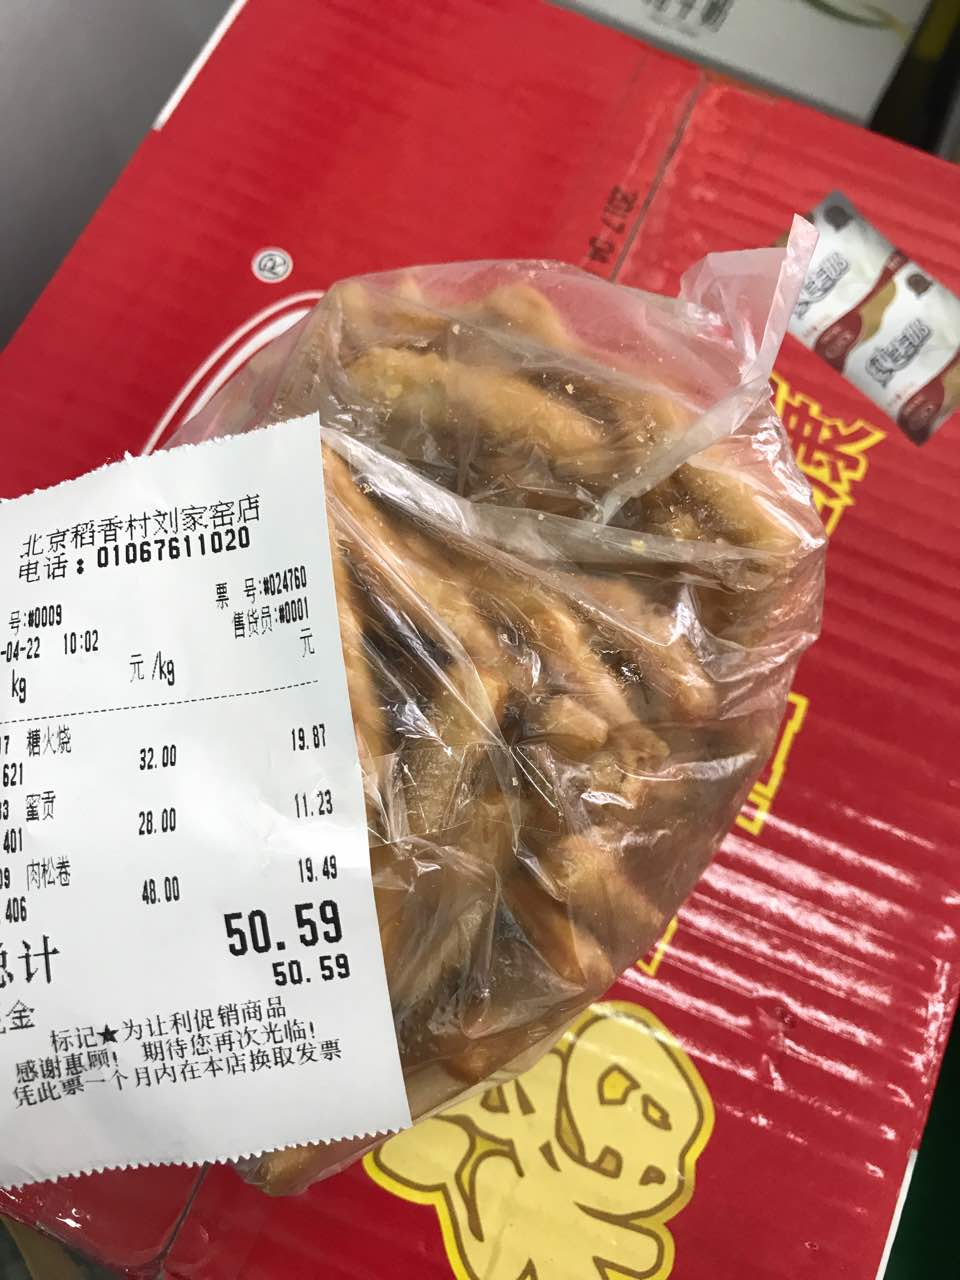 北京稻香村刘家窑店
电话：01067611020
号:#0009 票 号:#024760
-04-22 10:02 售货员:#0001
kg 元/kg 元
糖火烧
621 32.00 19.87
蜜贡
401 28.00 11.23
肉松卷
.406 48.00 19.49
总计 50.59
金 50.59
标记★为让利促销商品
感谢惠顾！ 期待您再次光临！
凭此票一个月内在本店换取发票
®